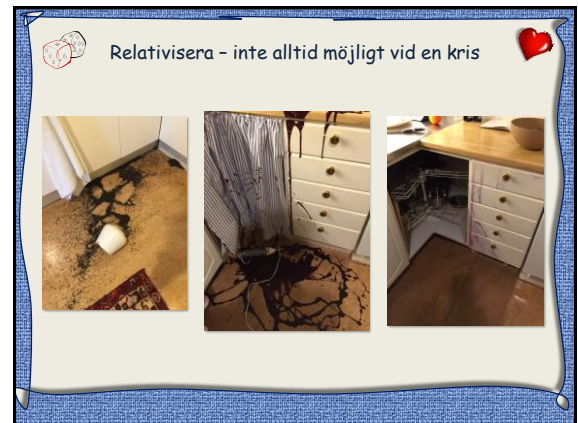 Relativisera – inte alltid möjligt vid en kris